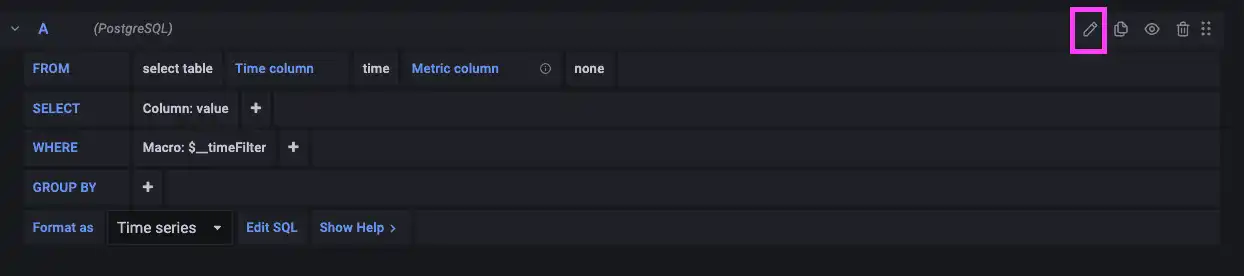 A (PostgreSQL)
FROM select table Time column time Metric column none
SELECT Column: value +
WHERE Macro: $__timeFilter +
GROUP BY +
Format as Time series Edit SQL Show Help >